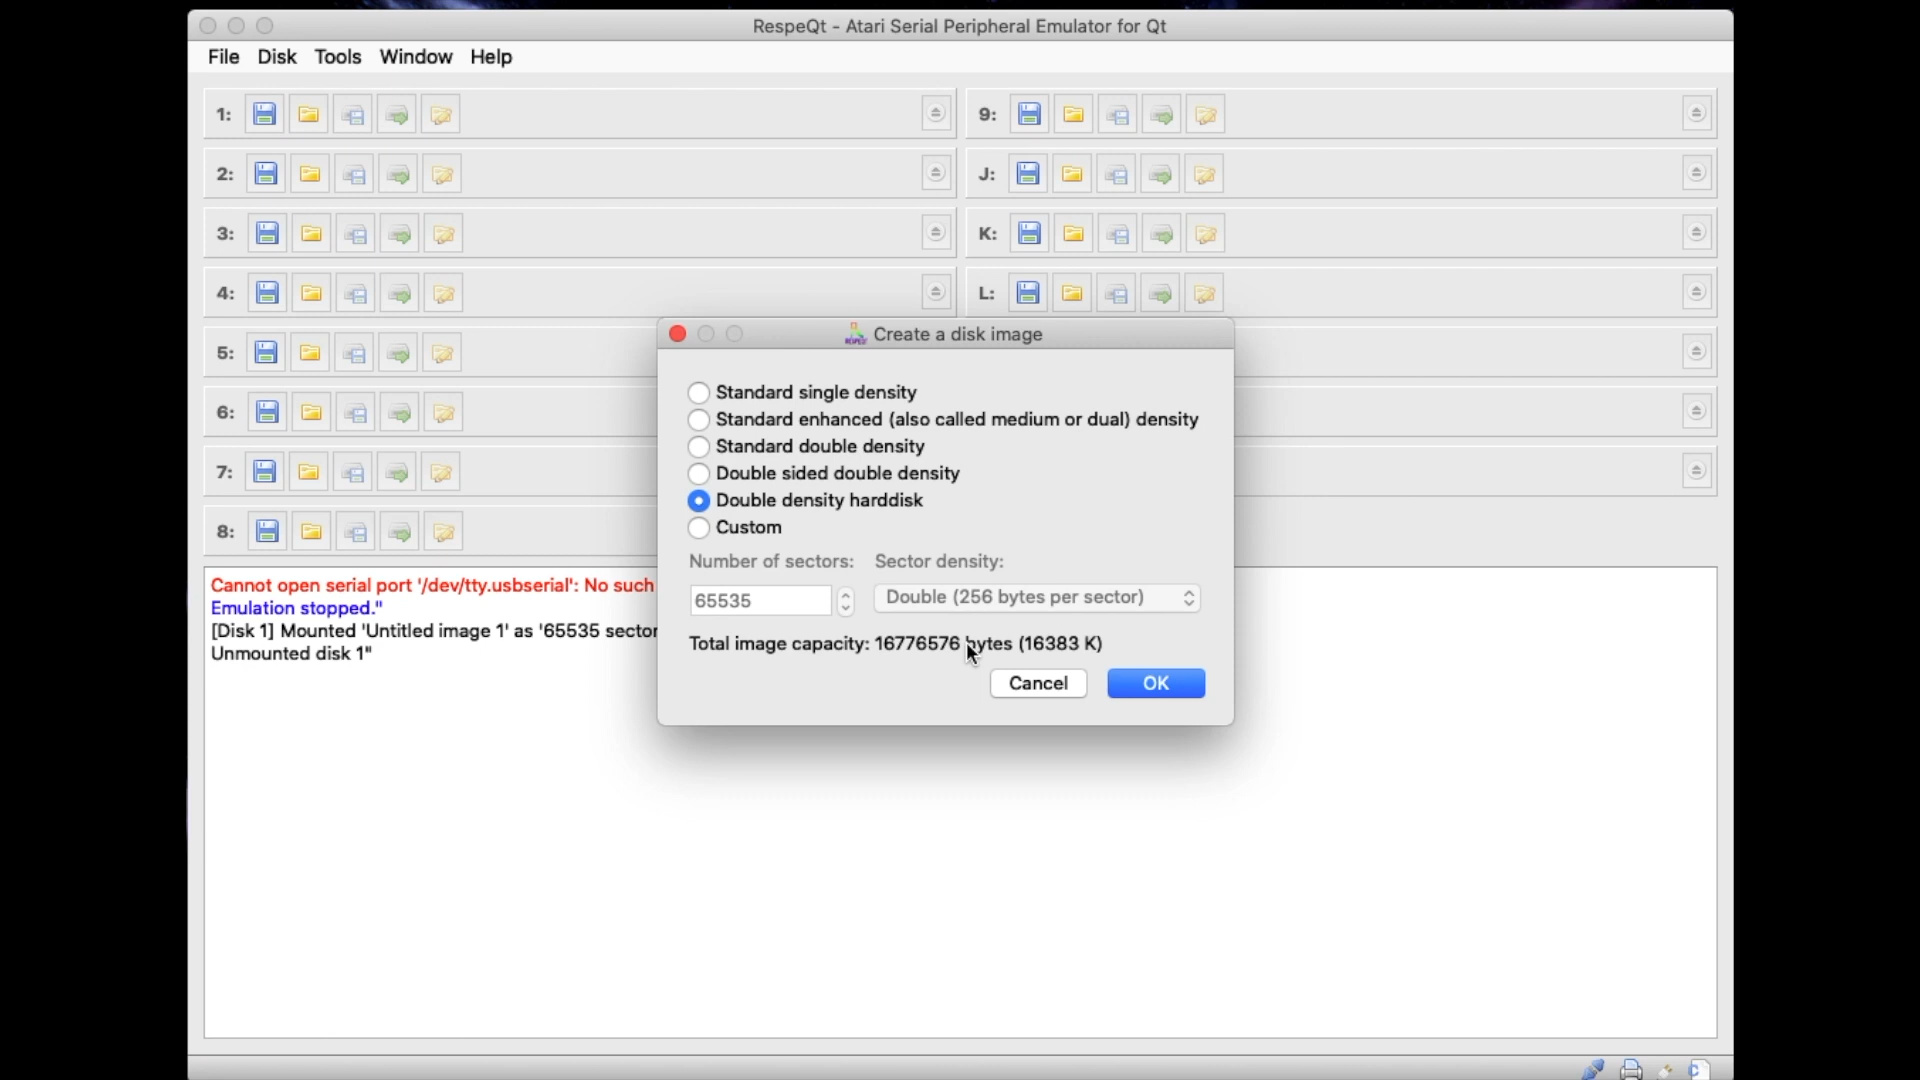 RespeQt - Atari Serial Peripheral Emulator for Qt
File Disk Tools Window Help
1:
9:
2:
J:
3:
K:
4:
L:
5:
6:
7:
8:
Create a disk image
Standard single density
Standard enhanced (also called medium or dual) density
Standard double density
Double sided double density
Double density harddisk
Custom
Number of sectors: Sector density:
65535 Double (256 bytes per sector)
Total image capacity: 16776576 bytes (16383 K)
Cancel OK
Cannot open serial port '/dev/tty.usbserial': No such
Emulation stopped."
[Disk 1] Mounted 'Untitled image 1' as '65535 sector
Unmounted disk 1"